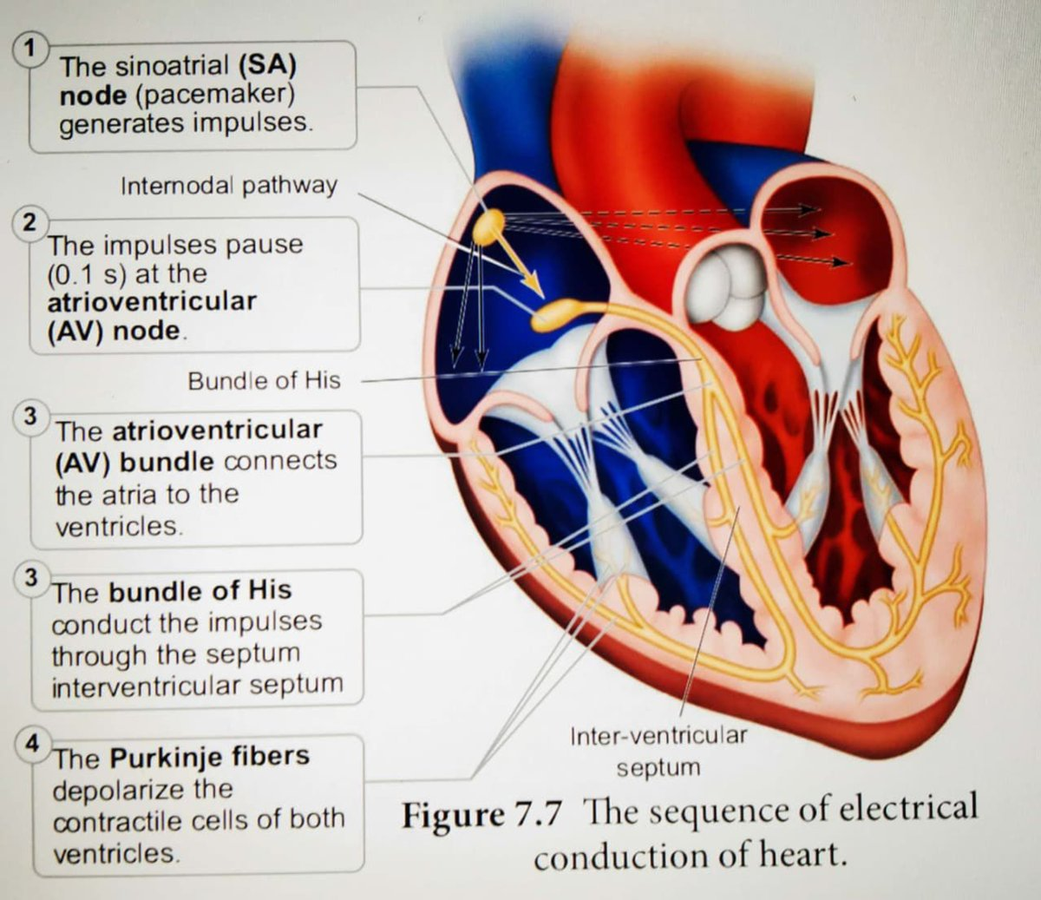 1
The sinoatrial (SA)
node (pacemaker)
generates impulses.
Internodal pathway
2
The impulses pause
(0.1 s) at the
atrioventricular
(AV) node.
Bundle of His
3
The atrioventricular
(AV) bundle connects
the atria to the
ventricles.
3
The bundle of His
conduct the impulses
through the septum
interventricular septum
4
The Purkinje fibers
depolarize the
contractile cells of both
ventricles.
Inter-ventricular
septum
Figure 7.7 The sequence of electrical
conduction of heart.